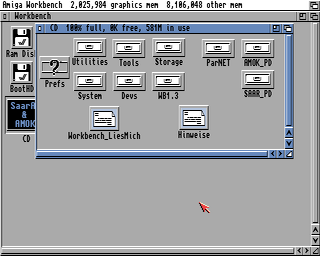 Amiga Workbench 2,025,984 graphics mem 8,106,048 other mem
Workbench
CD 100% full, 0K free, 581M in use
Ram Disk
Utilities Tools Storage ParNET AMOK_PD
Prefs
BootHD
System Devs WB1.3 SAAR_PD
SaarA
&
AMOK
CD
Workbench_LiesMich Hinweise